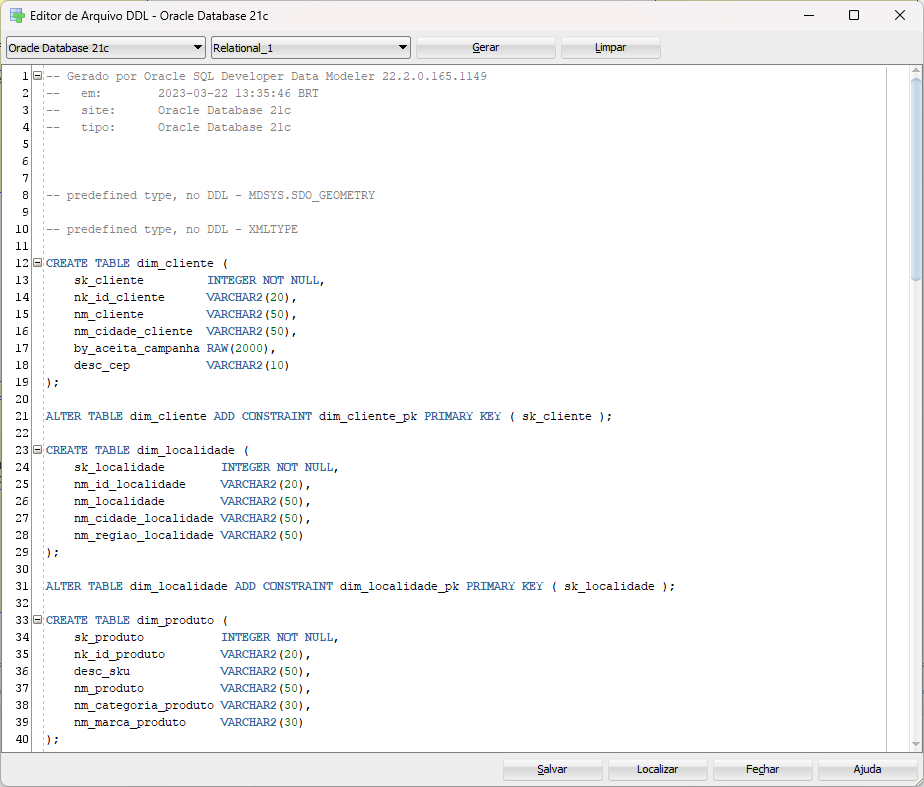 Editor de Arquivo DDL - Oracle Database 21c
Oracle Database 21c Relational_1 Gerar Limpar
1 -- Gerado por Oracle SQL Developer Data Modeler 22.2.0.165.1149
2 --   em:        2023-03-22 13:35:46 BRT
3 --   site:      Oracle Database 21c
4 --   tipo:      Oracle Database 21c
5
6
7
8 -- predefined type, no DDL - MDSYS.SDO_GEOMETRY
9
10 -- predefined type, no DDL - XMLTYPE
11
12 CREATE TABLE dim_cliente (
13     sk_cliente         INTEGER NOT NULL,
14     nk_id_cliente      VARCHAR2(20),
15     nm_cliente         VARCHAR2(50),
16     nm_cidade_cliente  VARCHAR2(50),
17     by_aceita_campanha RAW(2000),
18     desc_cep           VARCHAR2(10)
19 );
20
21 ALTER TABLE dim_cliente ADD CONSTRAINT dim_cliente_pk PRIMARY KEY ( sk_cliente );
22
23 CREATE TABLE dim_localidade (
24     sk_localidade        INTEGER NOT NULL,
25     nm_id_localidade     VARCHAR2(20),
26     nm_localidade        VARCHAR2(50),
27     nm_cidade_localidade VARCHAR2(50),
28     nm_regiao_localidade VARCHAR2(50)
29 );
30
31 ALTER TABLE dim_localidade ADD CONSTRAINT dim_localidade_pk PRIMARY KEY ( sk_localidade );
32
33 CREATE TABLE dim_produto (
34     sk_produto           INTEGER NOT NULL,
35     nk_id_produto        VARCHAR2(20),
36     desc_sku             VARCHAR2(50),
37     nm_produto           VARCHAR2(50),
38     nm_categoria_produto VARCHAR2(30),
39     nm_marca_produto     VARCHAR2(30)
40 );
Salvar Localizar Fechar Ajuda